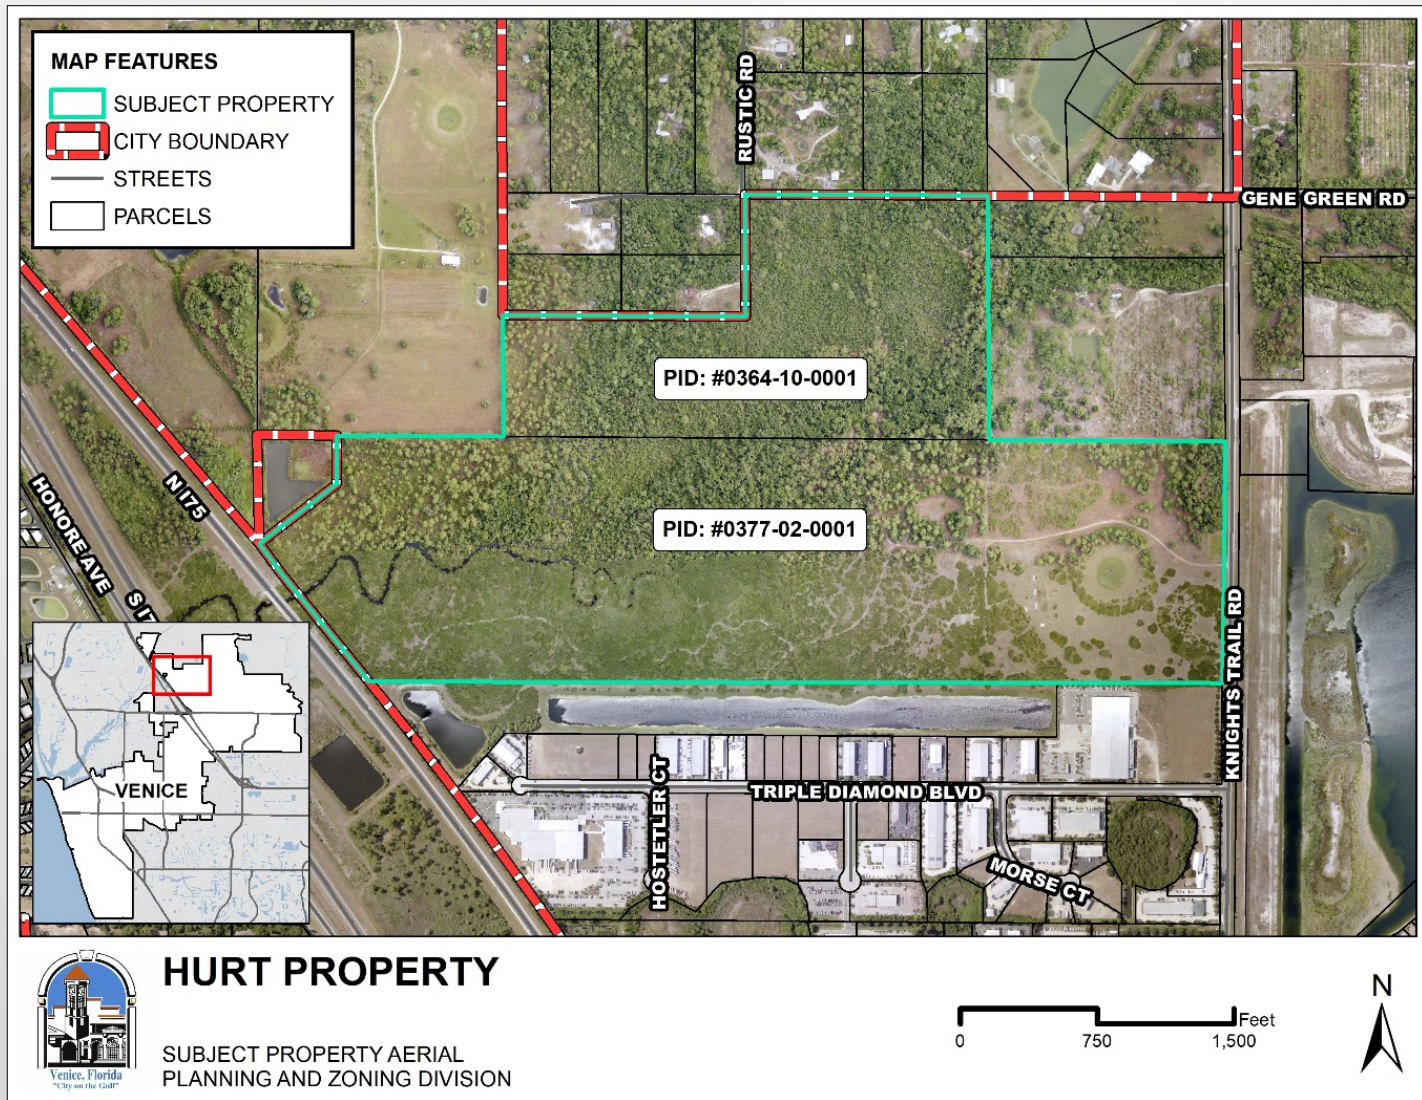 MAP FEATURES
SUBJECT PROPERTY
CITY BOUNDARY
STREETS
PARCELS
RUSTIC RD
GENE GREEN RD
PID: #0364-10-0001
N I75
HONORE AVE
PID: #0377-02-0001
S I7
KNIGHTS TRAIL RD
VENICE
HOSTETLER CT
TRIPLE DIAMOND BLVD
MORSE CT
HURT PROPERTY
SUBJECT PROPERTY AERIAL
PLANNING AND ZONING DIVISION
Venice, Florida
"City on the Gulf"
Feet
0 750 1,500
N